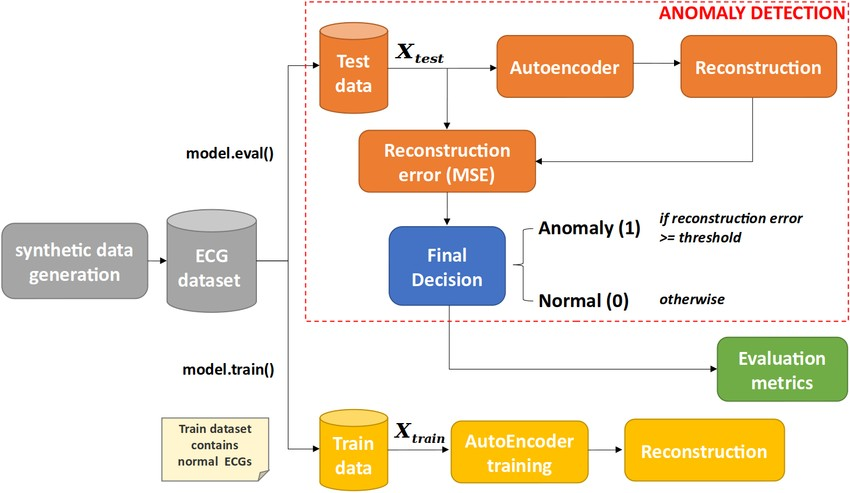 ANOMALY DETECTION
Test
data
Xtest
Autoencoder
Reconstruction
model.eval()
Reconstruction
error (MSE)
synthetic data
generation
ECG
dataset
Final
Decision
Anomaly (1)
if reconstruction error
>= threshold
Normal (0)
otherwise
Evaluation
metrics
model.train()
Train dataset
contains
normal ECGs
Train
data
Xtrain
AutoEncoder
training
Reconstruction